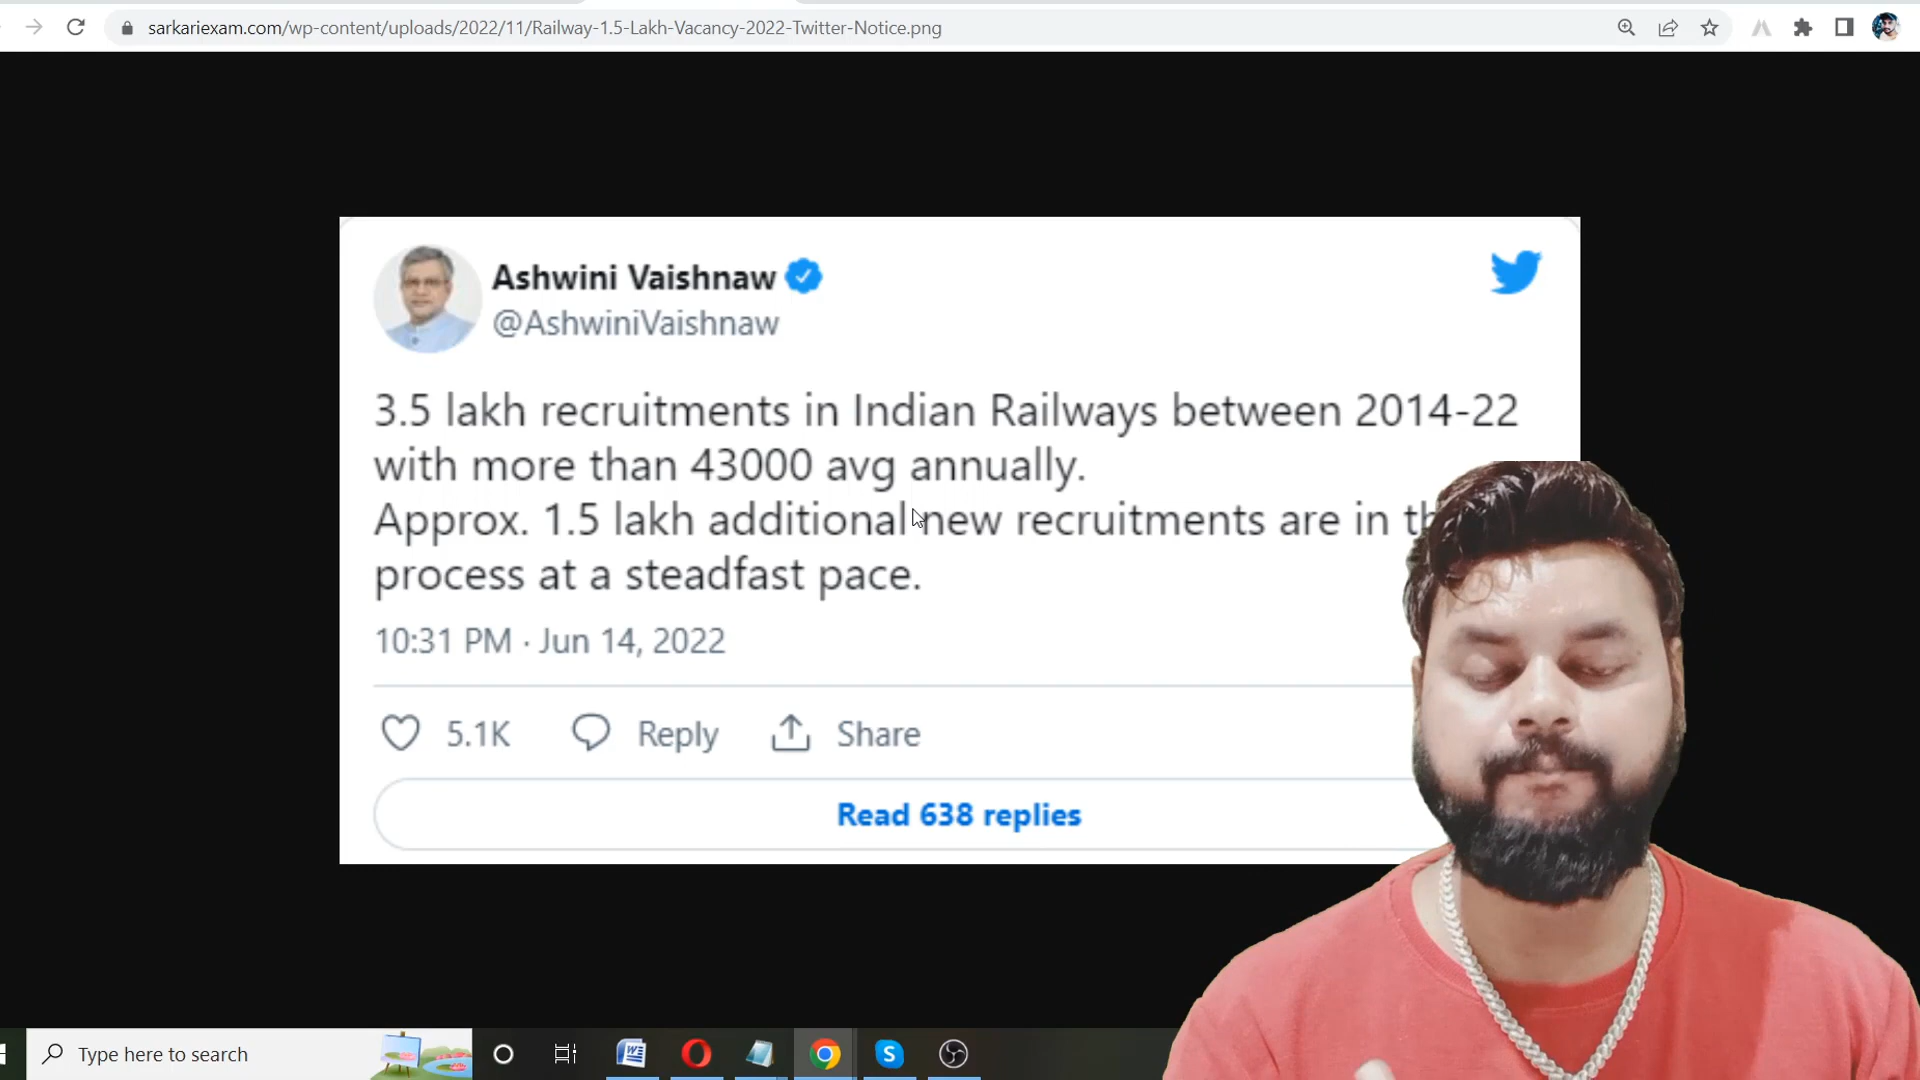 sarkariexam.com/wp-content/uploads/2022/11/Railway-1.5-Lakh-Vacancy-2022-Twitter-Notice.png
Ashwini Vaishnaw
@AshwiniVaishnaw
3.5 lakh recruitments in Indian Railways between 2014-22
with more than 43000 avg annually.
Approx. 1.5 lakh additional new recruitments are in
process at a steadfast pace.
10:31 PM · Jun 14, 2022
5.1K Reply Share
Read 638 replies
Type here to search